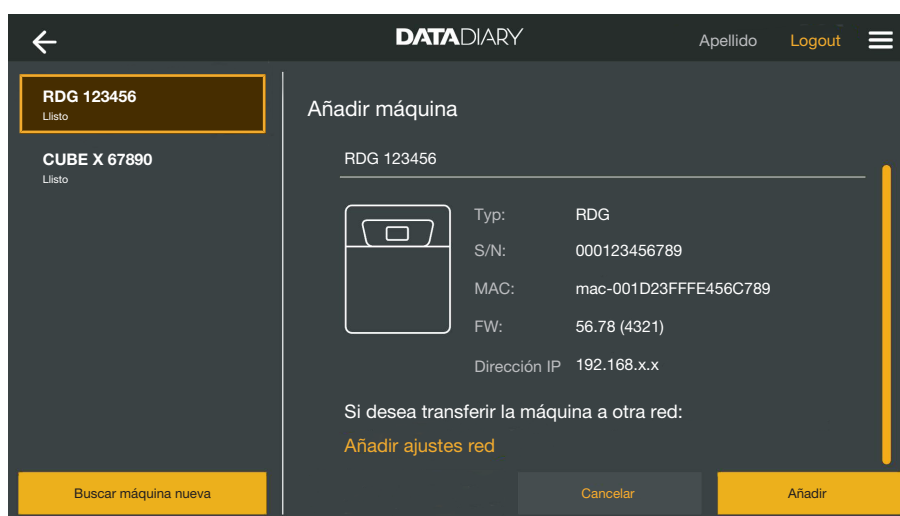 DATADIARY
Apellido
Logout
RDG 123456
Llisto
CUBE X 67890
Llisto
Buscar máquina nueva
Añadir máquina
RDG 123456
Typ: RDG
S/N: 000123456789
MAC: mac-001D23FFFE456C789
FW: 56.78 (4321)
Dirección IP 192.168.x.x
Si desea transferir la máquina a otra red:
Añadir ajustes red
Cancelar
Añadir